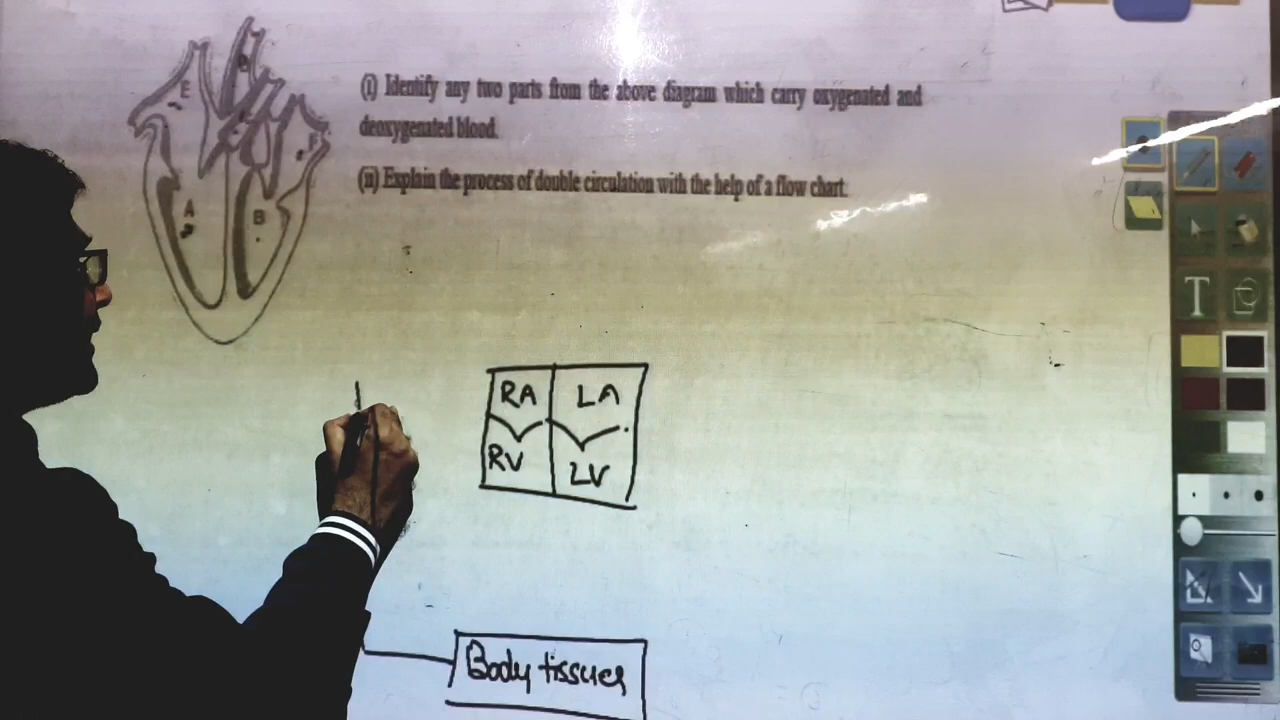 E
(i) Identify any two parts from the above diagram which carry oxygenated and
deoxygenated blood.
(ii) Explain the process of double circulation with the help of a flow chart.
A
B
RA LA
RV LV
Body tissues
T